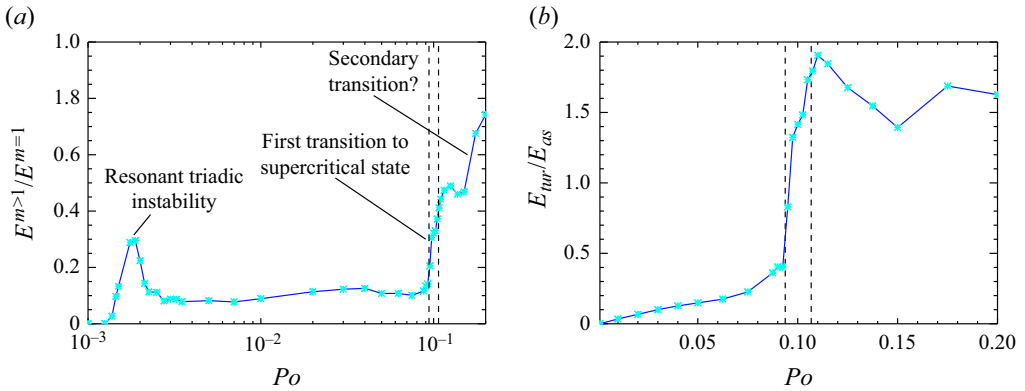 (a)
(b)
1.0
1.8
0.6
0.4
0.2
0
E^{m>1}/E^{m=1}
Secondary
transition?
First transition to
supercritical state
Resonant triadic
instability
10^{−3}
10^{−2}
10^{−1}
Po
2.0
1.5
1.0
0.5
0
E_{tur}/E_{as}
0.05
0.10
0.15
0.20
Po